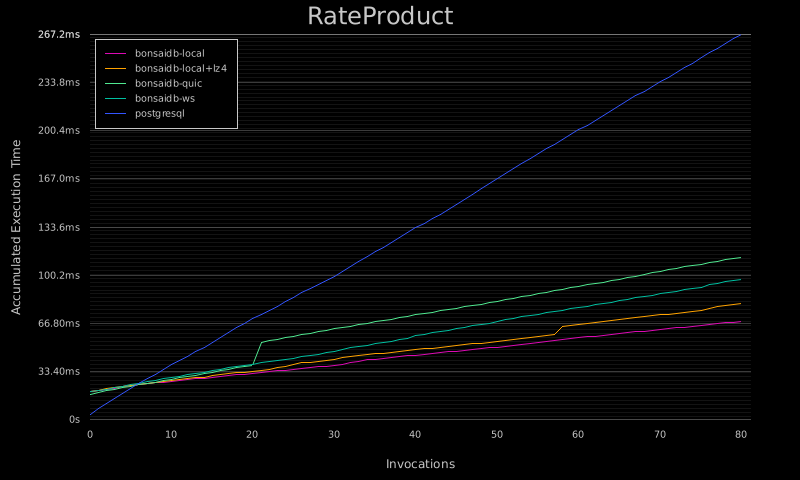 RateProduct
267.2ms
233.8ms
200.4ms
167.0ms
133.6ms
100.2ms
66.80ms
33.40ms
0s
bonsaidb-local
bonsaidb-local+lz4
bonsaidb-quic
bonsaidb-ws
postgresql
Accumulated Execution Time
0 10 20 30 40 50 60 70 80
Invocations